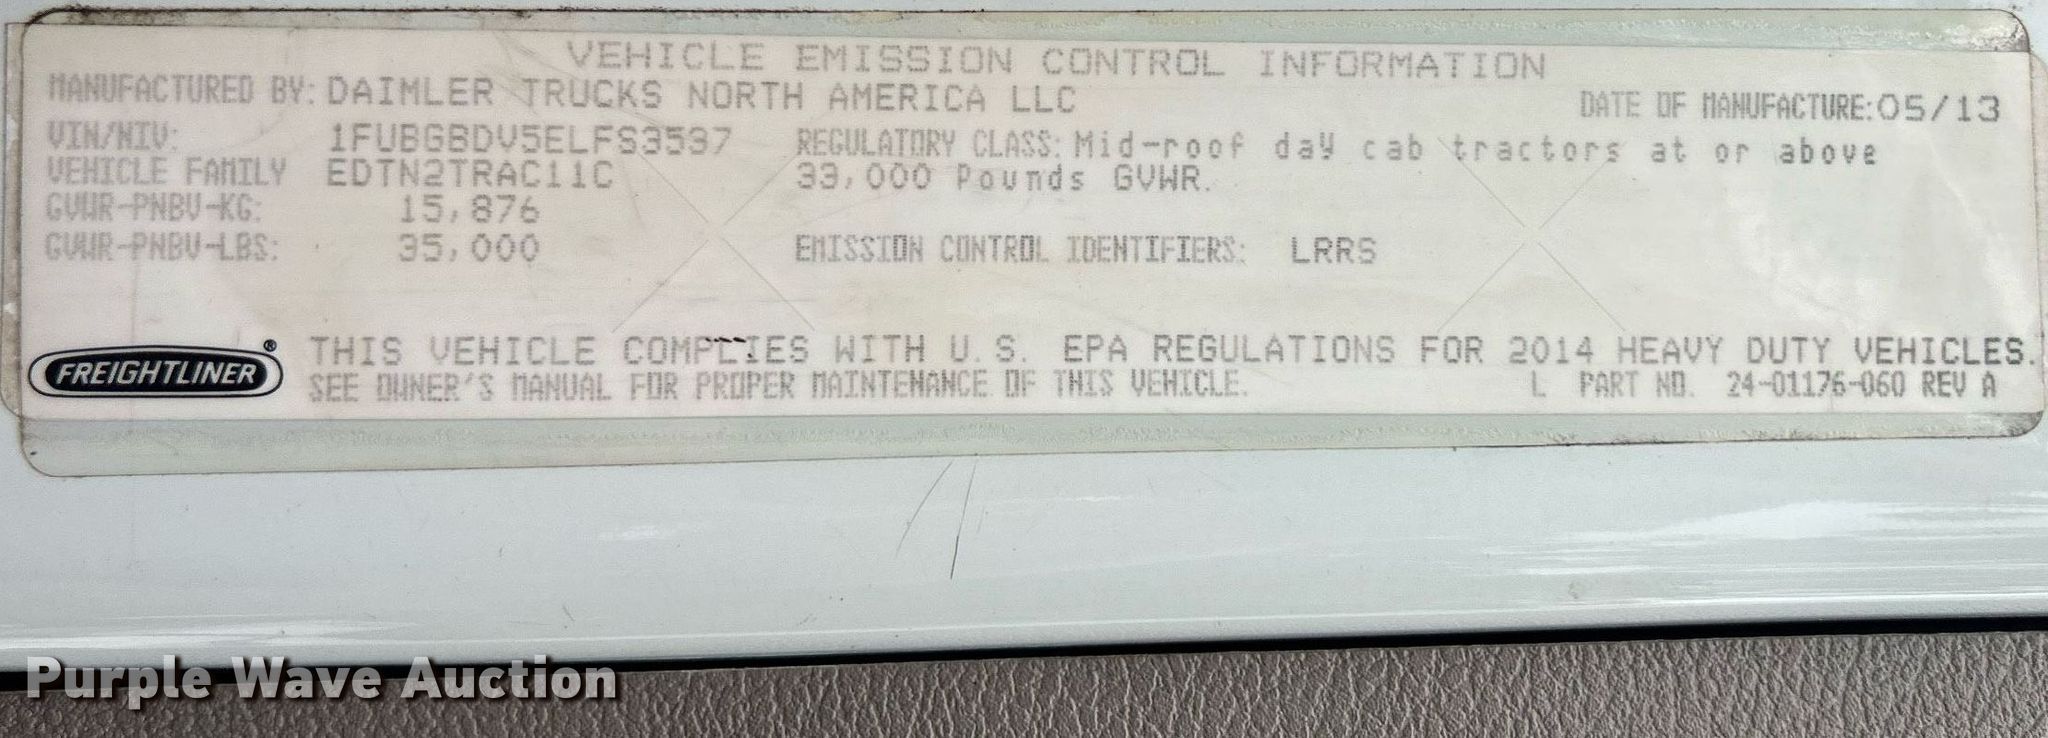 VEHICLE EMISSION CONTROL INFORMATION
MANUFACTURED BY: DAIMLER TRUCKS NORTH AMERICA LLC
DATE OF MANUFACTURE: 05/13
VIN/NIV: 1FUBGBDV5ELFS3537
VEHICLE FAMILY EDTN2TRAC11C
GVWR-PNBV-KG: 15,876
GVWR-PNBV-LBS: 35,000
REGULATORY CLASS: Mid-roof day cab tractors at or above
33,000 Pounds GVWR.
EMISSION CONTROL IDENTIFIERS: LRRS
FREIGHTLINER ®
THIS VEHICLE COMPLIES WITH U.S. EPA REGULATIONS FOR 2014 HEAVY DUTY VEHICLES.
SEE OWNER'S MANUAL FOR PROPER MAINTENANCE OF THIS VEHICLE.
L PART NO. 24-01176-060 REV A
Purple Wave Auction